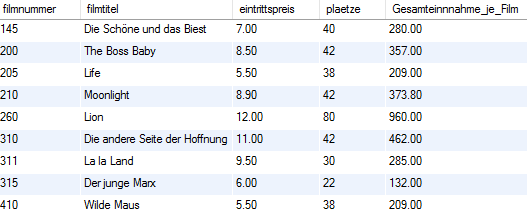 filmnummer filmtitel eintrittspreis plaetze Gesamteinnnahme_je_Film
145 Die Schöne und das Biest 7.00 40 280.00
200 The Boss Baby 8.50 42 357.00
205 Life 5.50 38 209.00
210 Moonlight 8.90 42 373.80
260 Lion 12.00 80 960.00
310 Die andere Seite der Hoffnung 11.00 42 462.00
311 La la Land 9.50 30 285.00
315 Der junge Marx 6.00 22 132.00
410 Wilde Maus 5.50 38 209.00